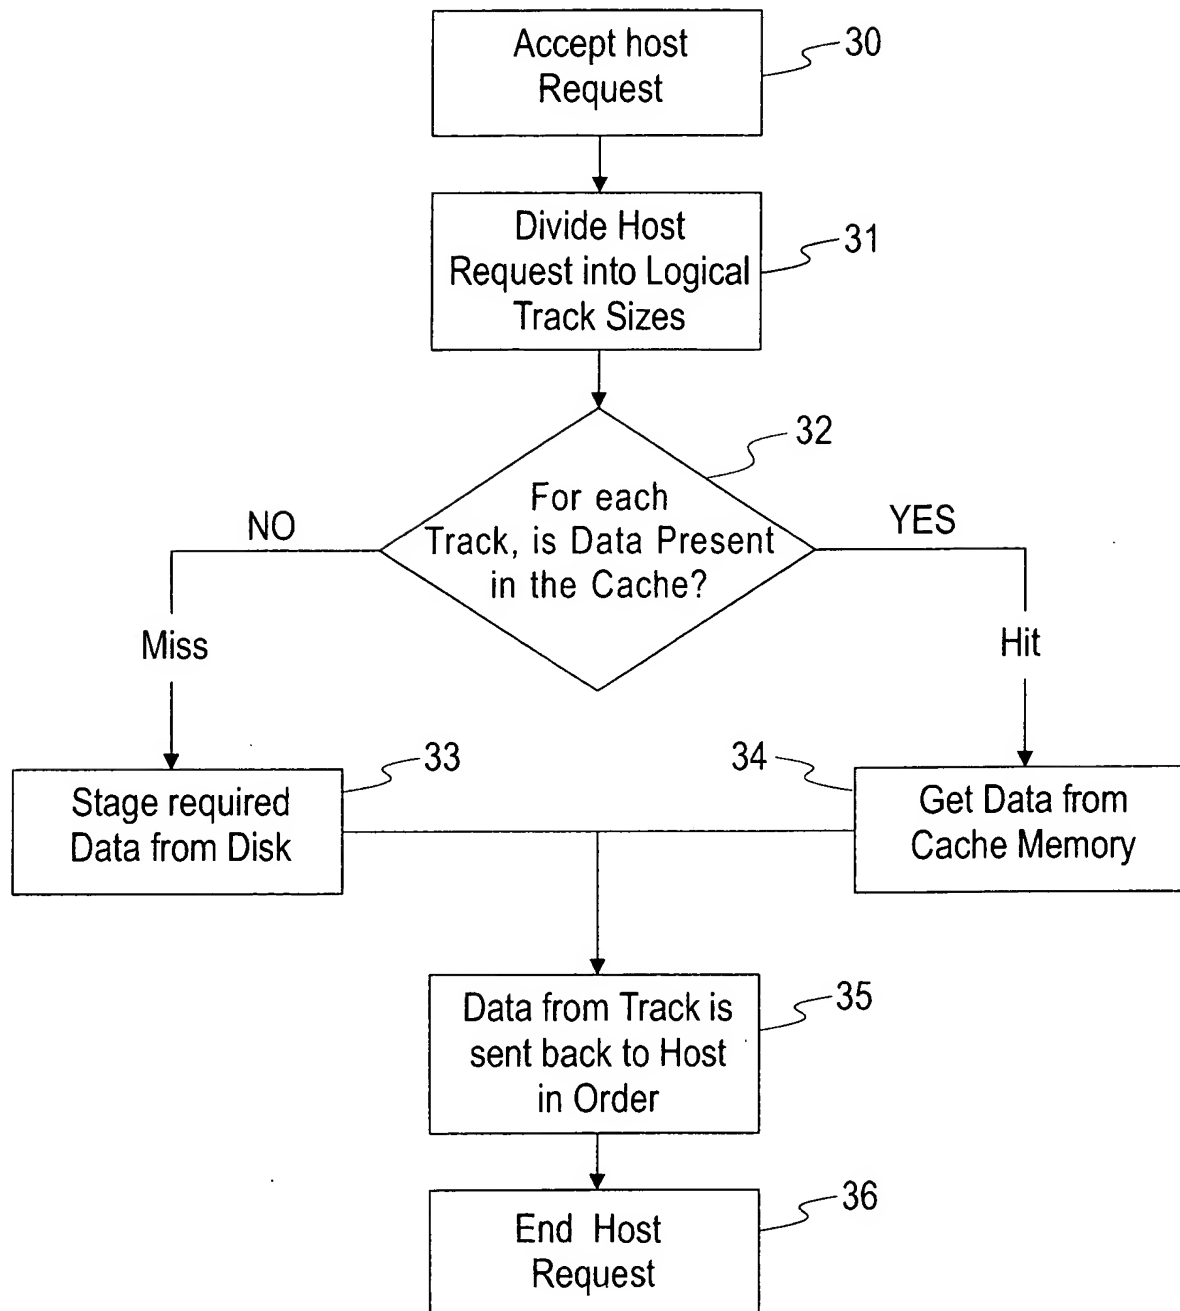 Accept host
Request
30
Divide Host
Request into Logical
Track Sizes
31
32
For each
Track, is Data Present
in the Cache?
NO
YES
Miss
Hit
33
Stage required
Data from Disk
34
Get Data from
Cache Memory
Data from Track is
sent back to Host
in Order
35
End Host
Request
36